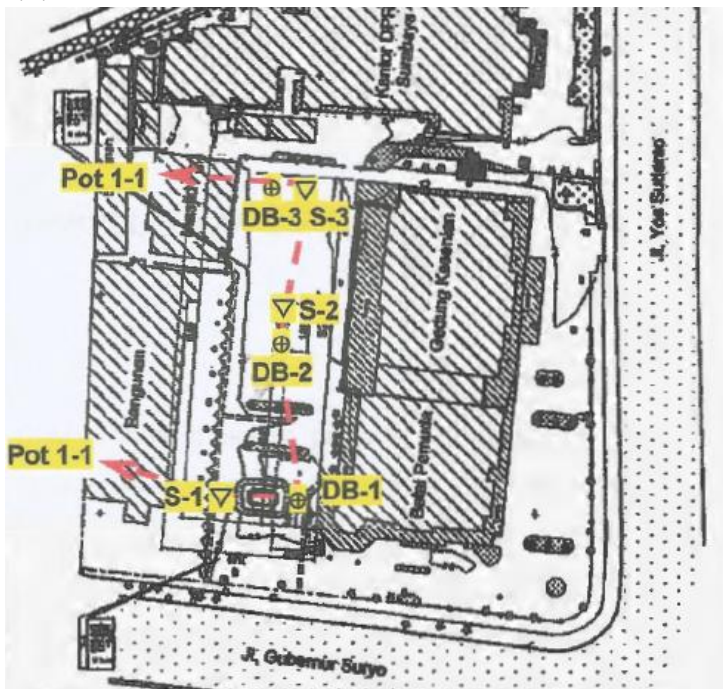 Kantor DPRD
Surabaya
Pot 1-1
DB-3 S-3
Jl. Yos Sudarso
S-2
Gedung Kesenian
DB-2
Bangunan
Balai Pemuda
Pot 1-1
S-1
DB-1
Jl. Gubernur Suryo